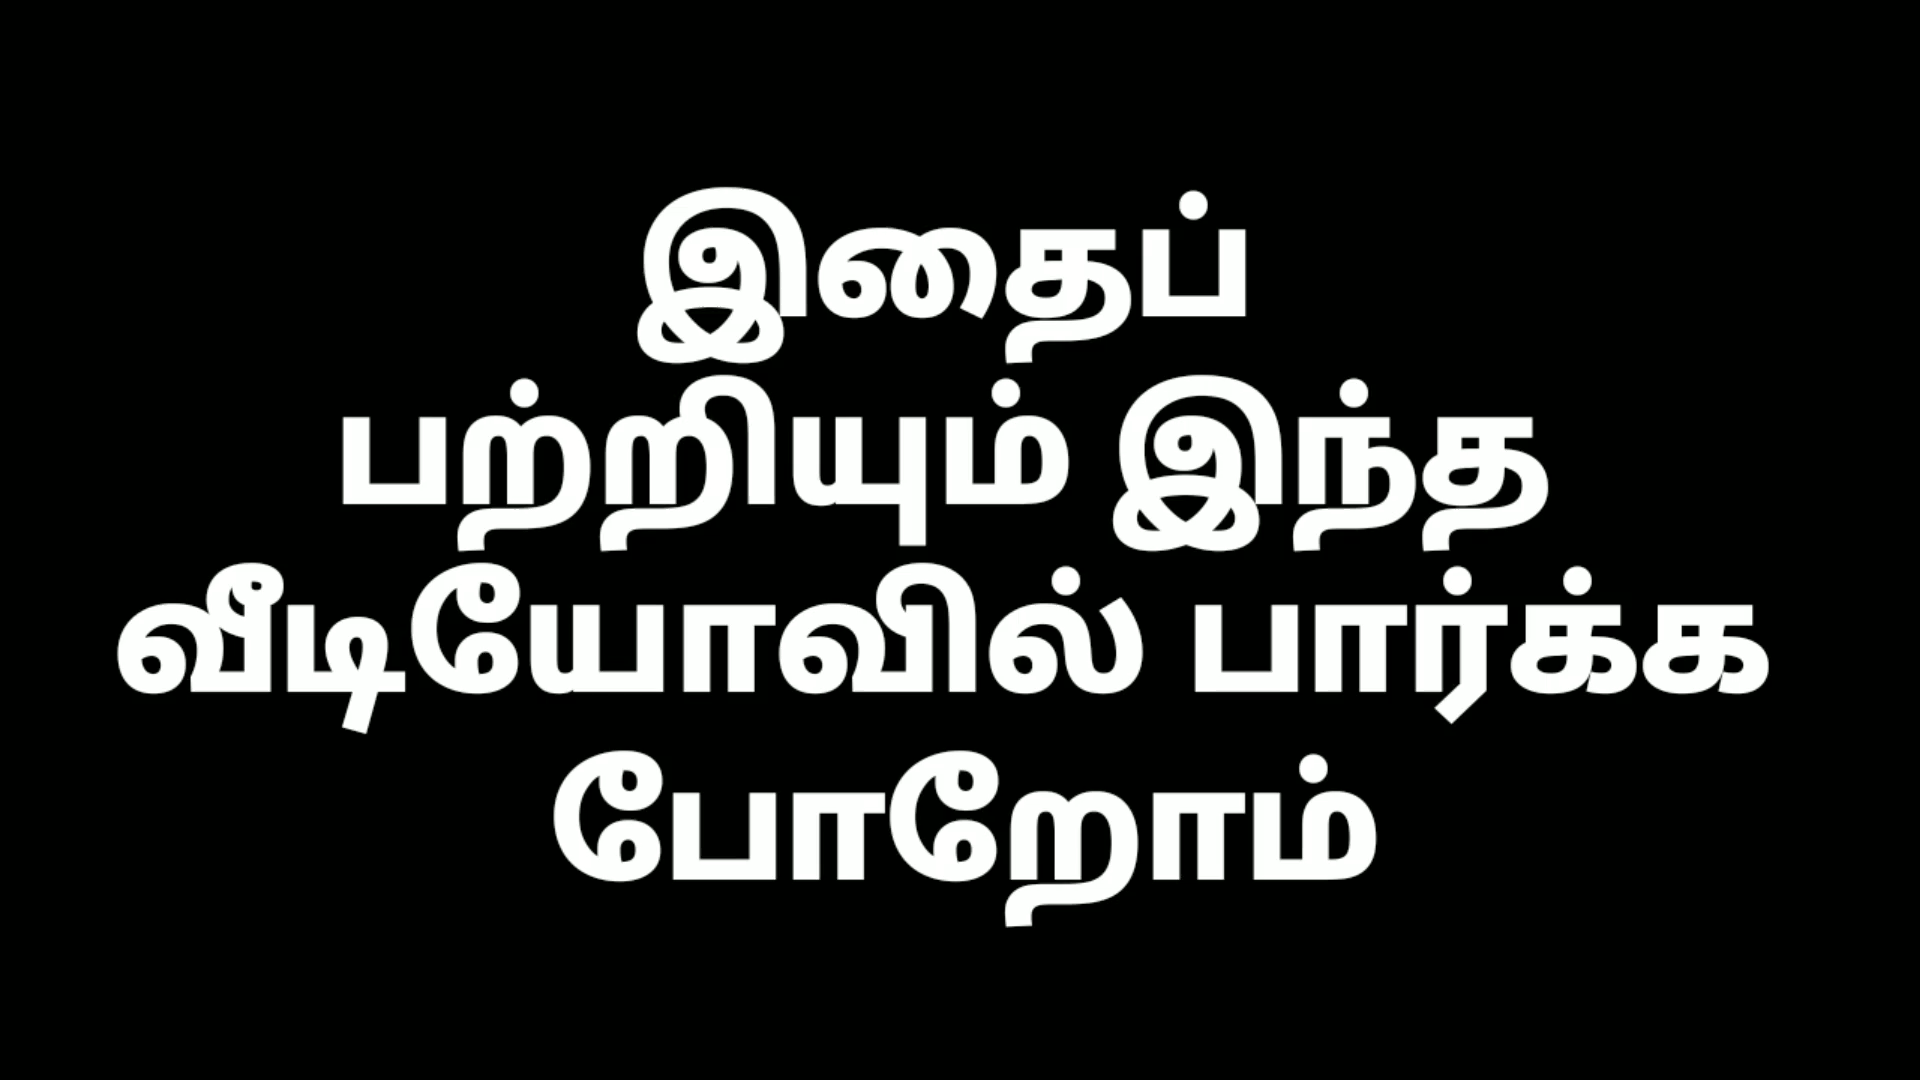 இதைப்
பற்றியும் இந்த
வீடியோவில் பார்க்க
போறோம்